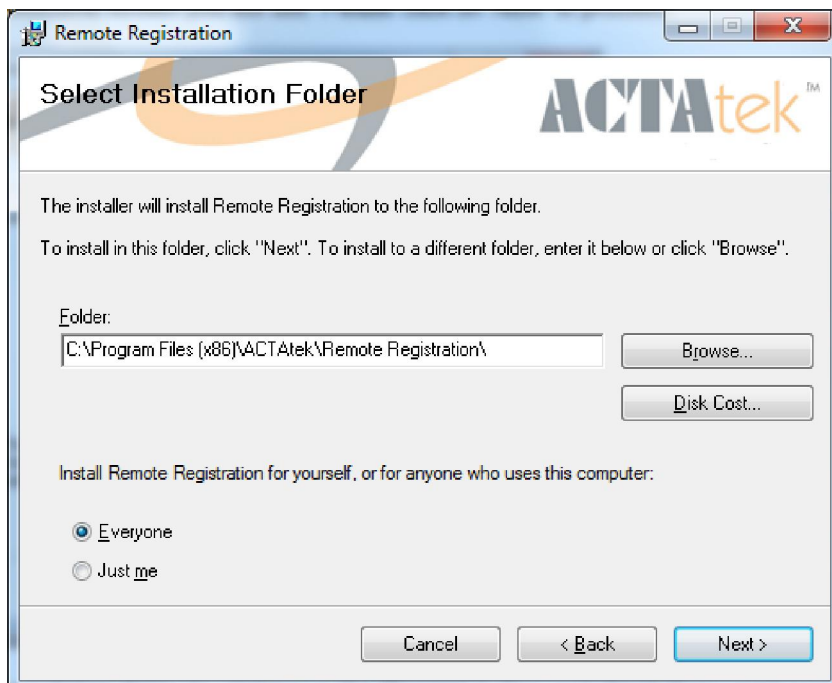 Remote Registration
Select Installation Folder
ACTAtek™
The installer will install Remote Registration to the following folder.
To install in this folder, click "Next". To install to a different folder, enter it below or click "Browse".
Folder:
C:\Program Files (x86)\ACTAtek\Remote Registration\
Browse...
Disk Cost...
Install Remote Registration for yourself, or for anyone who uses this computer:
Everyone
Just me
Cancel
< Back
Next >